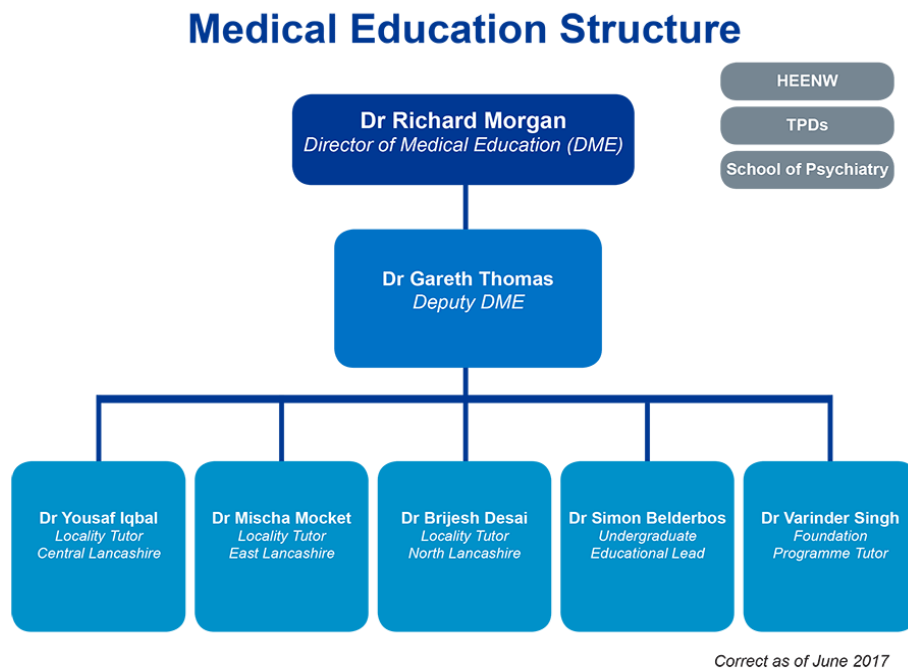 Medical Education Structure
HEENW
TPDs
School of Psychiatry
Dr Richard Morgan
Director of Medical Education (DME)
Dr Gareth Thomas
Deputy DME
Dr Yousaf Iqbal
Locality Tutor
Central Lancashire
Dr Mischa Mocket
Locality Tutor
East Lancashire
Dr Brijesh Desai
Locality Tutor
North Lancashire
Dr Simon Belderbos
Undergraduate
Educational Lead
Dr Varinder Singh
Foundation
Programme Tutor
Correct as of June 2017